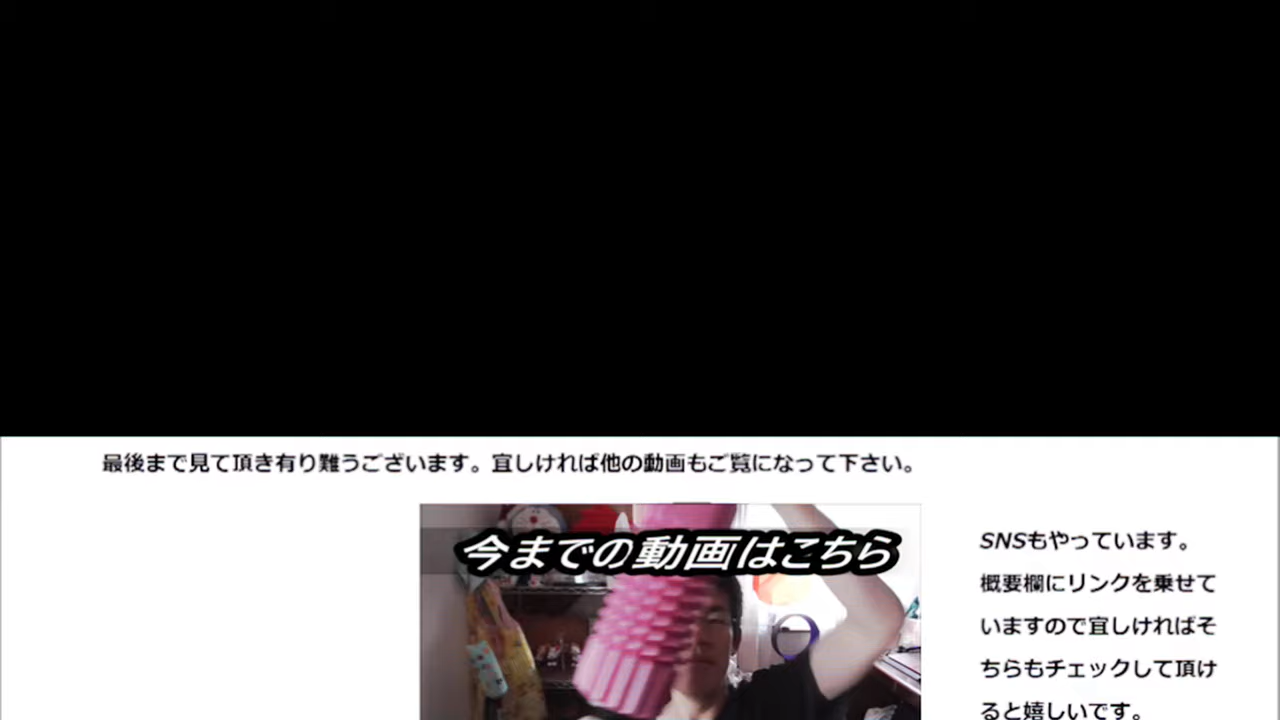 最後まで見て頂き有り難うございます。宜しければ他の動画もご覧になって下さい。
今までの動画はこちら
SNSもやっています。
概要欄にリンクを乗せて
いますので宜しければそ
ちらもチェックして頂け
ると嬉しいです。